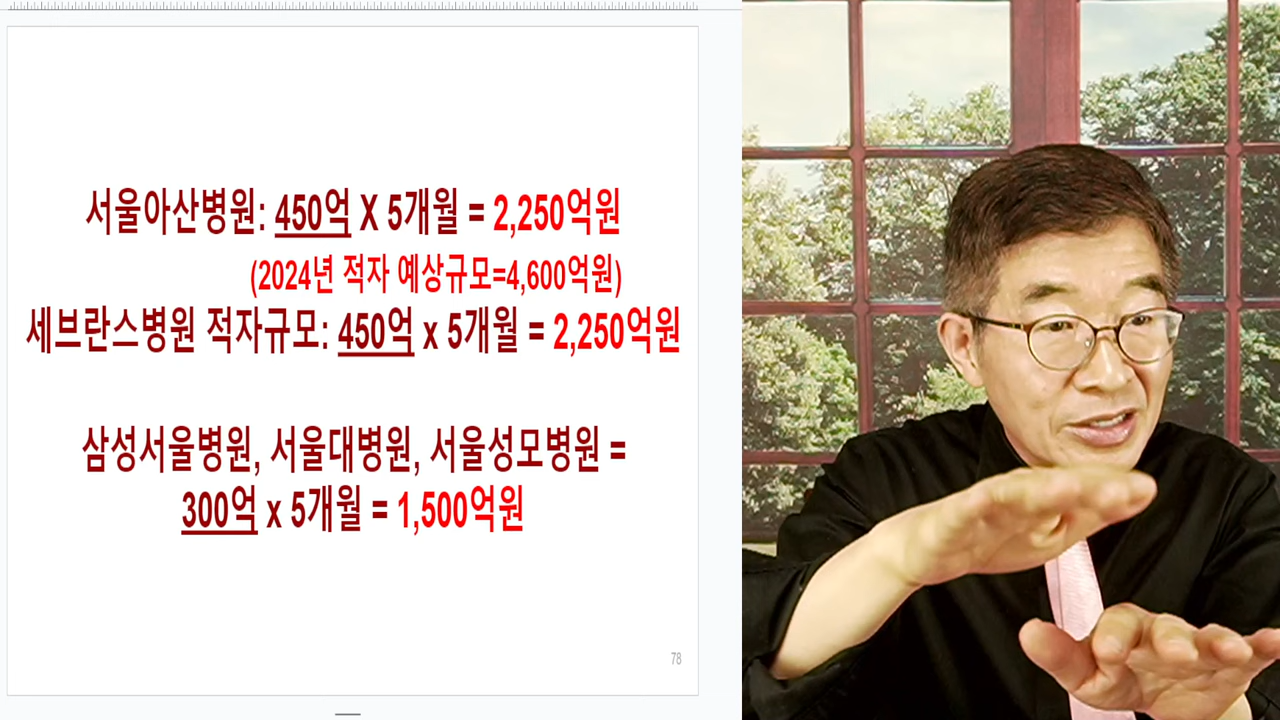 서울아산병원: 450억 X 5개월 = 2,250억원
(2024년 적자 예상규모=4,600억원)
세브란스병원 적자규모: 450억 x 5개월 = 2,250억원
삼성서울병원, 서울대병원, 서울성모병원 =
300억 x 5개월 = 1,500억원
78